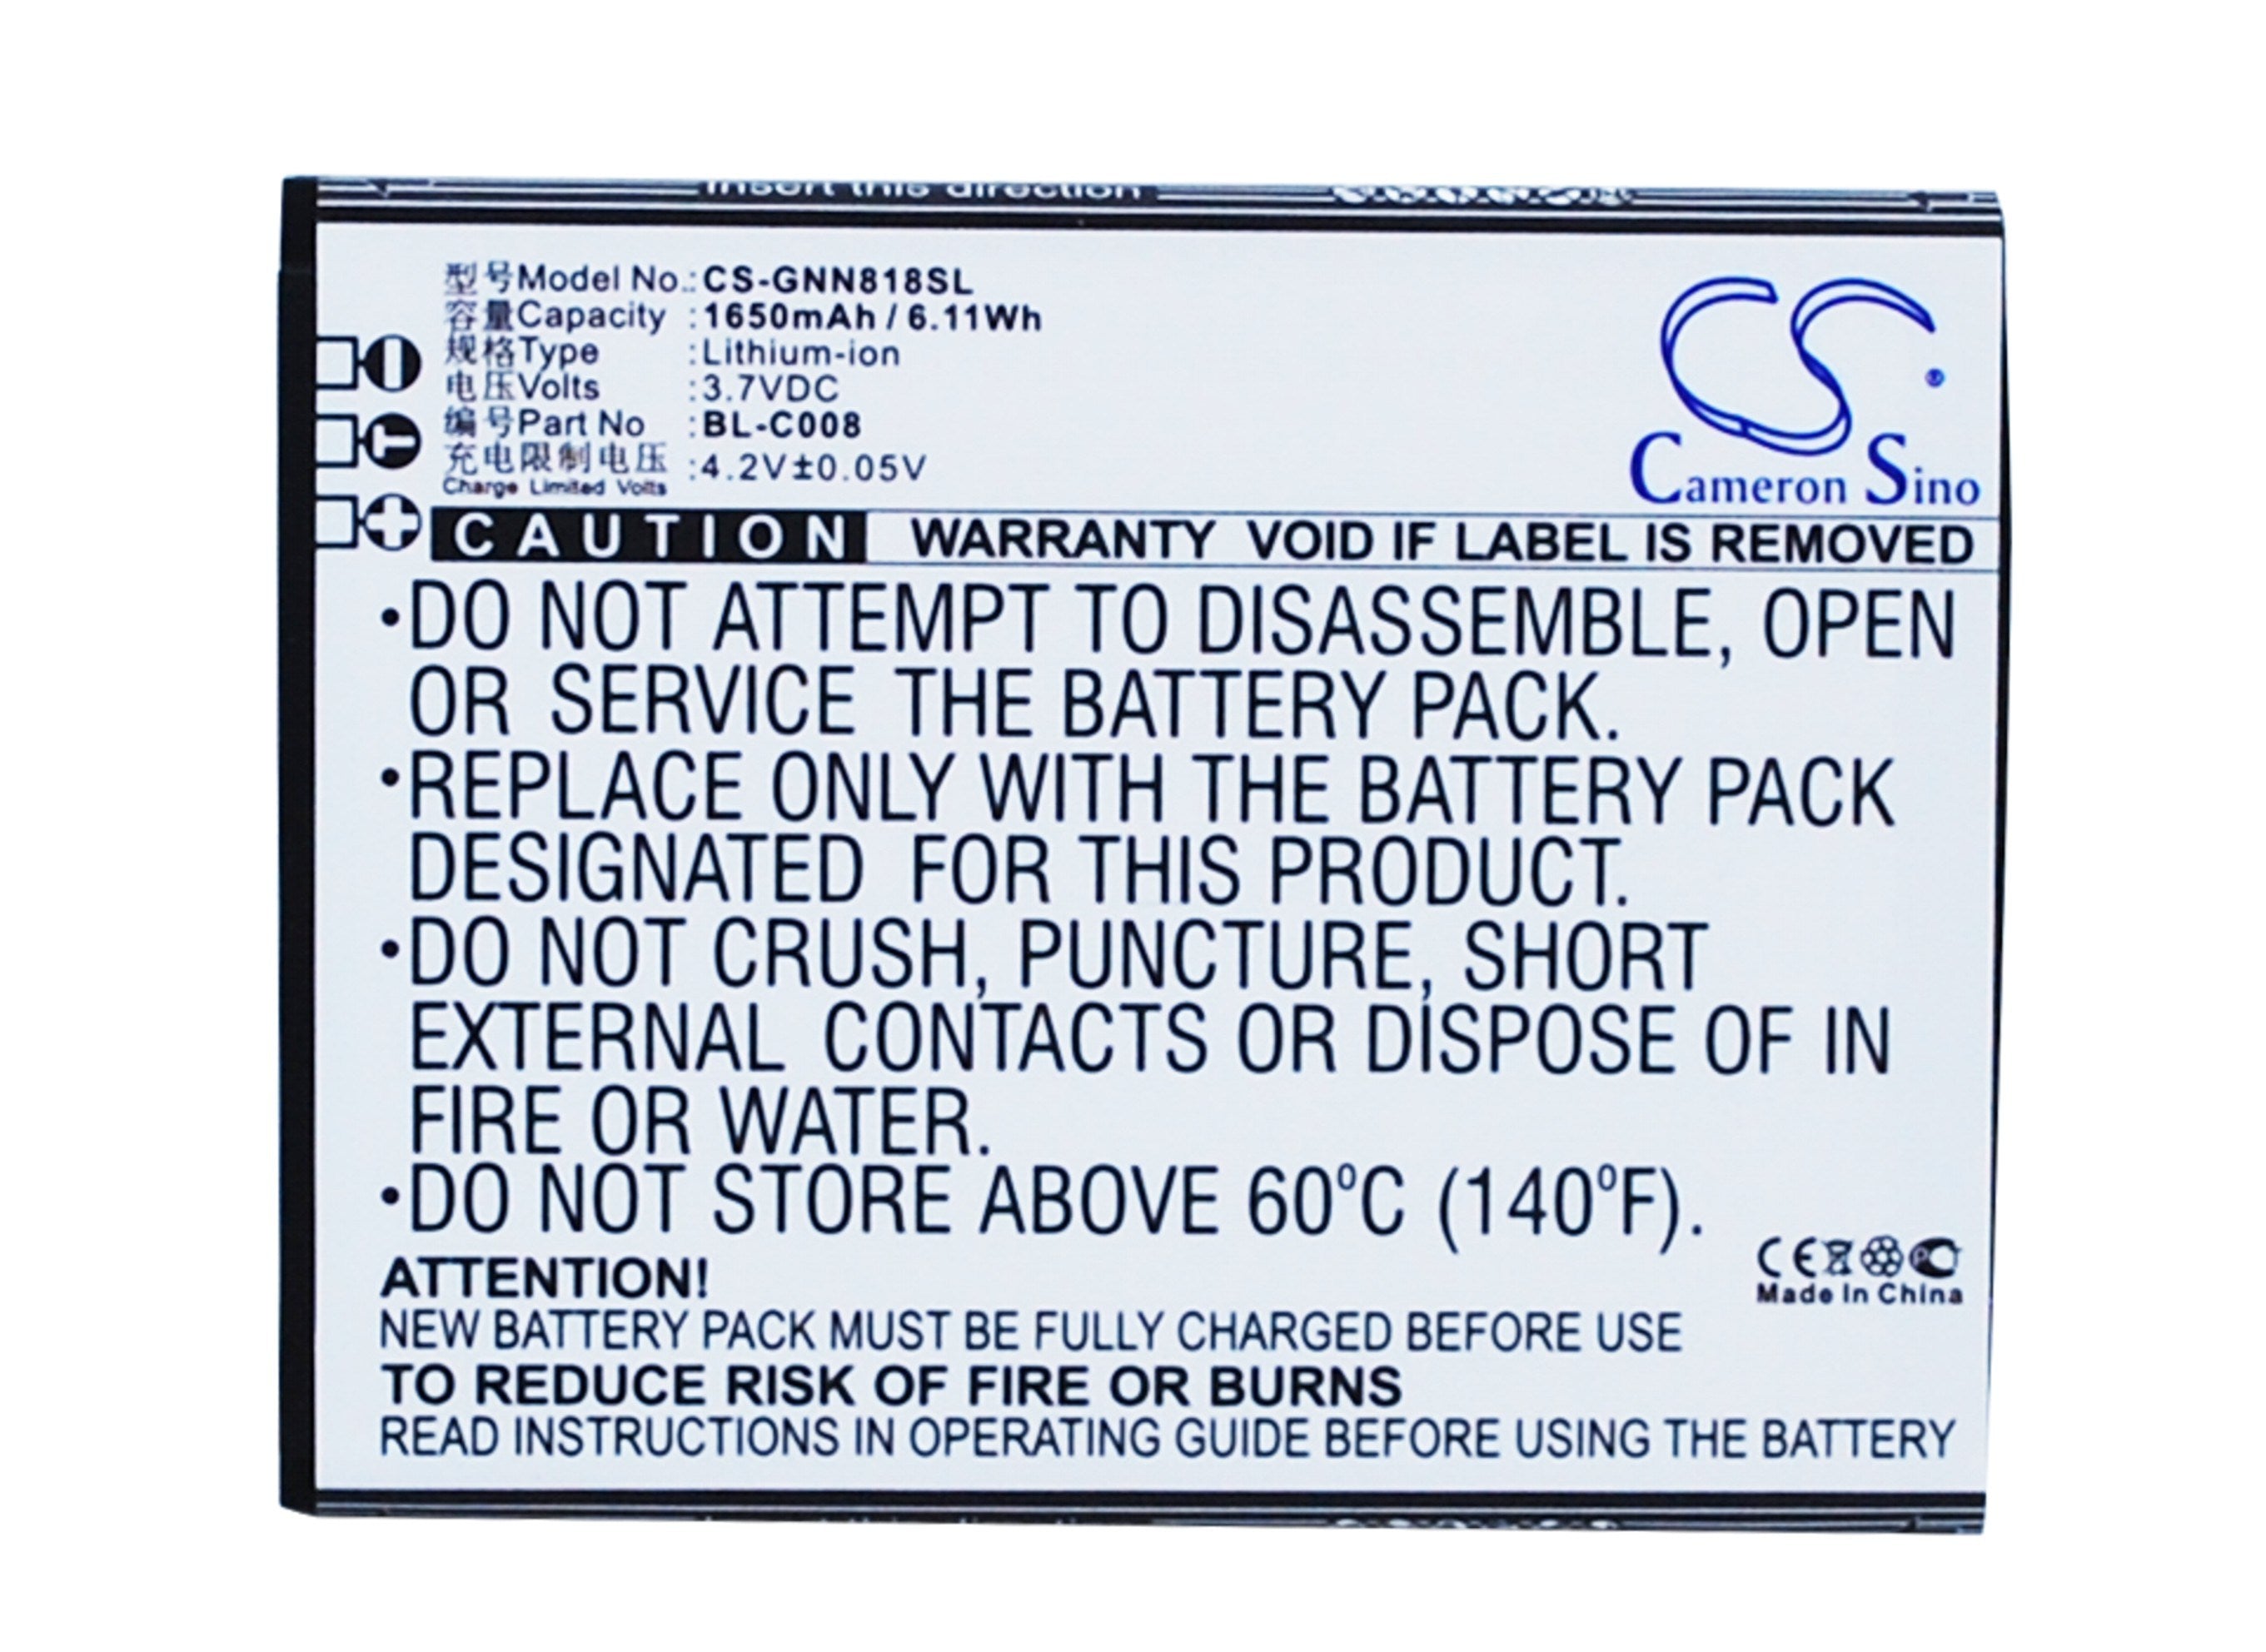 Insert this direction
型号Model No.:CS-GNN818SL
容量Capacity :1650mAh / 6.11Wh
规格Type :Lithium-ion
电压Volts :3.7VDC
编号Part No :BL-C008
充电限制电压 :4.2V±0.05V
Charge Limited Volts
CS®
Cameron Sino
CAUTION WARRANTY VOID IF LABEL IS REMOVED
•DO NOT ATTEMPT TO DISASSEMBLE, OPEN
OR SERVICE THE BATTERY PACK.
•REPLACE ONLY WITH THE BATTERY PACK
DESIGNATED FOR THIS PRODUCT.
•DO NOT CRUSH, PUNCTURE, SHORT
EXTERNAL CONTACTS OR DISPOSE OF IN
FIRE OR WATER.
•DO NOT STORE ABOVE 60°C (140°F).
CE
Made In China
ATTENTION!
NEW BATTERY PACK MUST BE FULLY CHARGED BEFORE USE
TO REDUCE RISK OF FIRE OR BURNS
READ INSTRUCTIONS IN OPERATING GUIDE BEFORE USING THE BATTERY